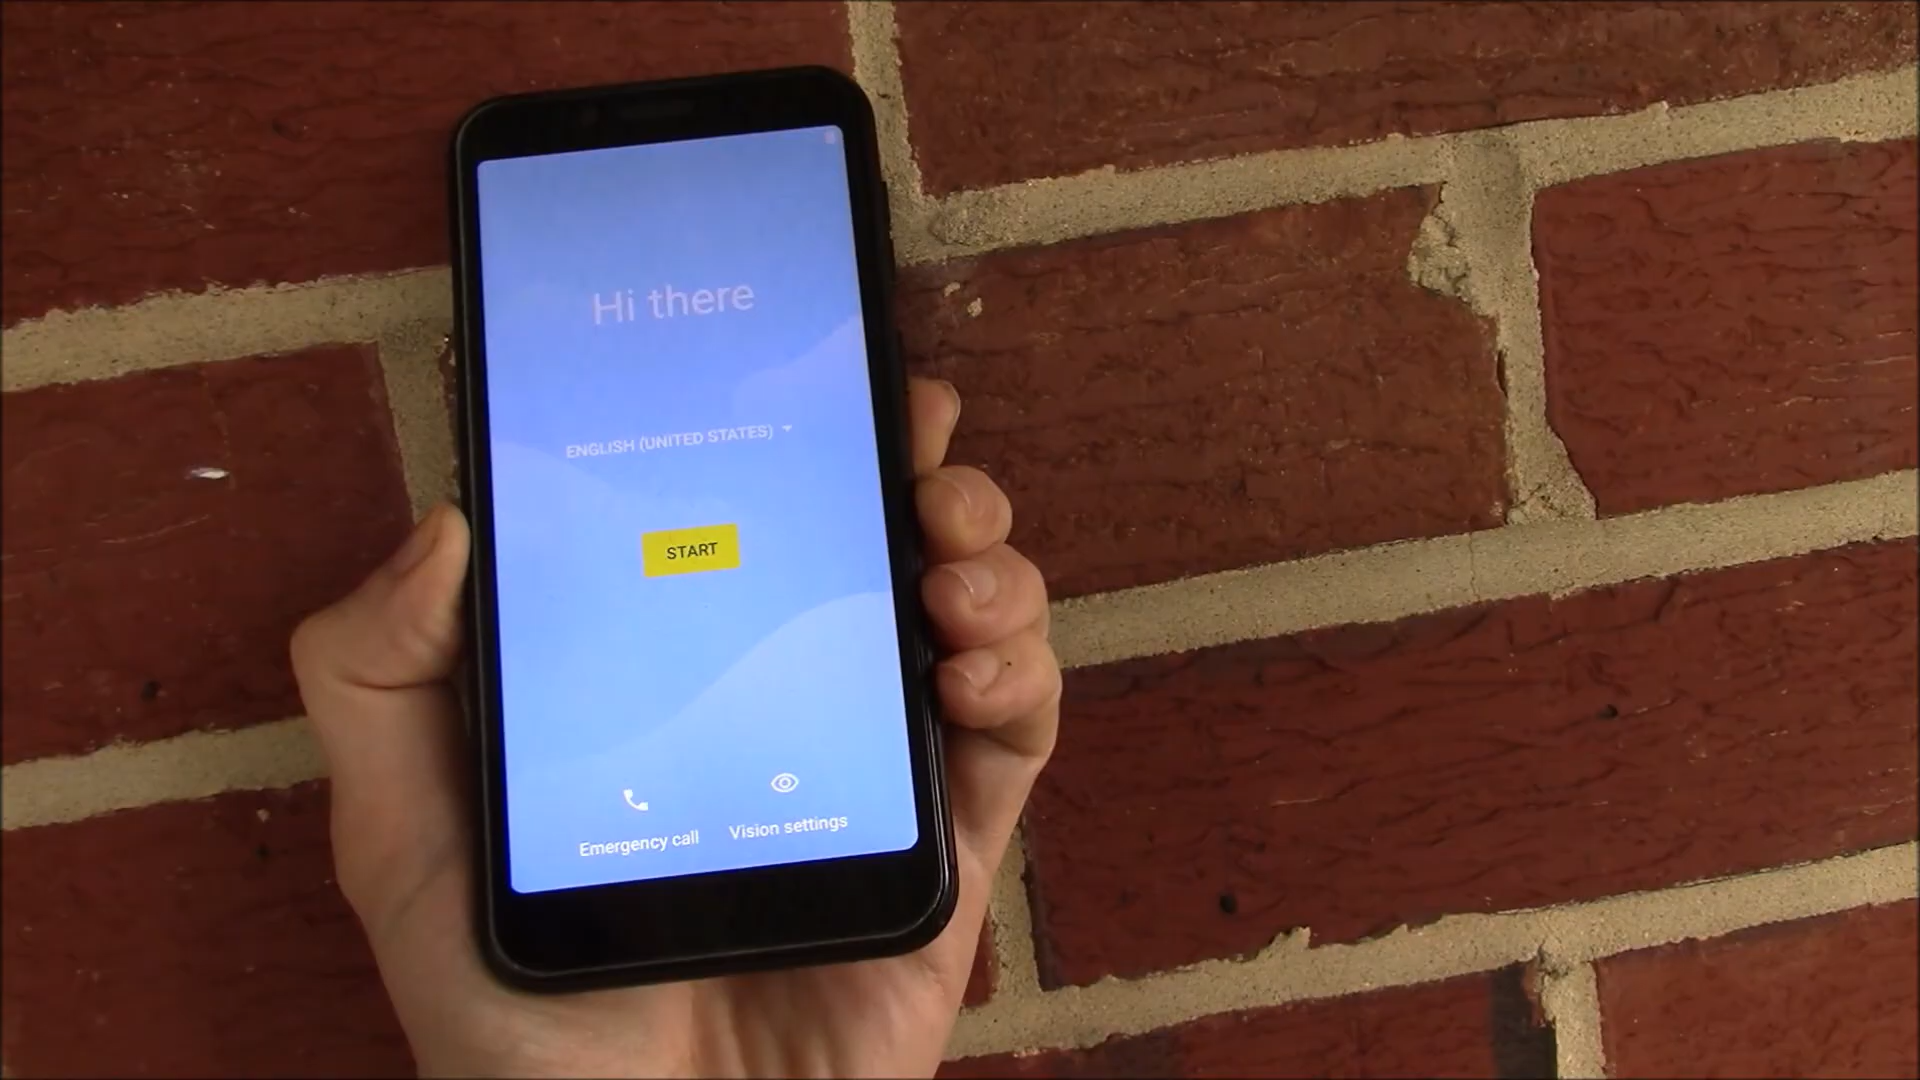 Hi there
ENGLISH (UNITED STATES)
START
Emergency call
Vision settings